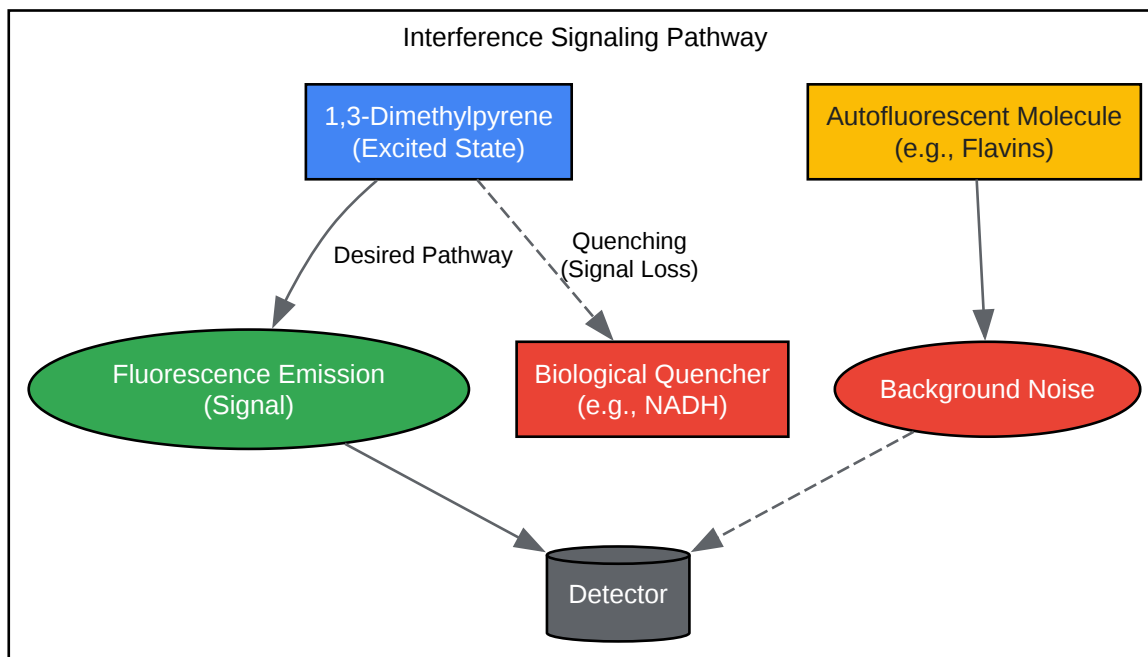 Interference Signaling Pathway
1,3-Dimethylpyrene
(Excited State)
Autofluorescent Molecule
(e.g., Flavins)
Desired Pathway
Quenching
(Signal Loss)
Fluorescence Emission
(Signal)
Biological Quencher
(e.g., NADH)
Background Noise
Detector